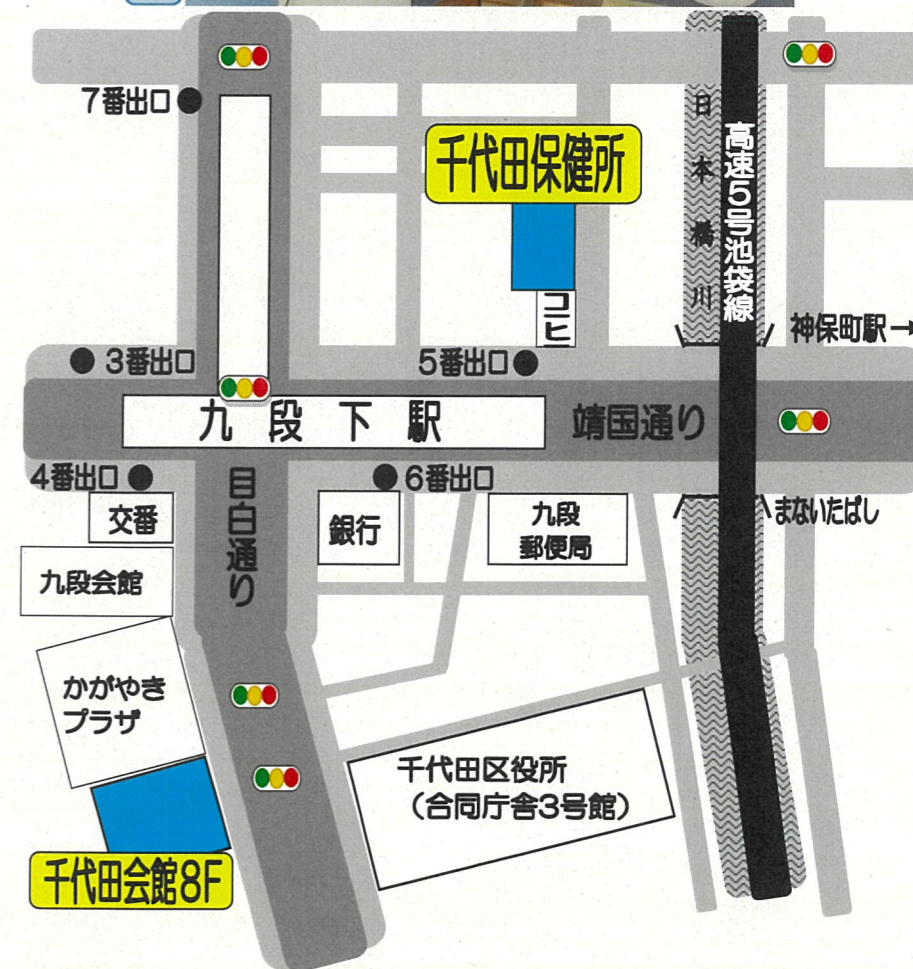 7番出口
千代田保健所
日本橋川
高速5号池袋線
コヒ
神保町駅→
3番出口
5番出口
九段下駅
靖国通り
4番出口
6番出口
目白通り
交番
銀行
九段
郵便局
まないたばし
九段会館
かがやき
プラザ
千代田区役所
（合同庁舎3号館）
千代田会館8F